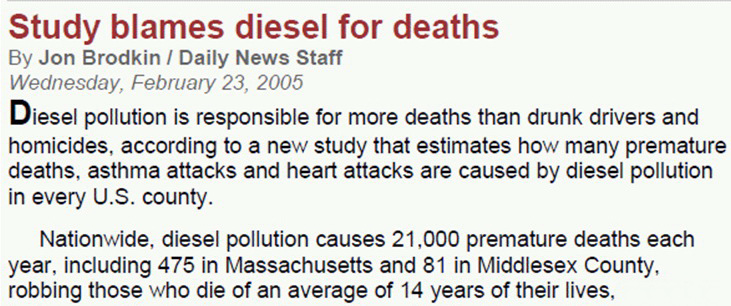 Study blames diesel for deaths
By Jon Brodkin / Daily News Staff
Wednesday, February 23, 2005
Diesel pollution is responsible for more deaths than drunk drivers and
homicides, according to a new study that estimates how many premature
deaths, asthma attacks and heart attacks are caused by diesel pollution
in every U.S. county.
Nationwide, diesel pollution causes 21,000 premature deaths each
year, including 475 in Massachusetts and 81 in Middlesex County,
robbing those who die of an average of 14 years of their lives,